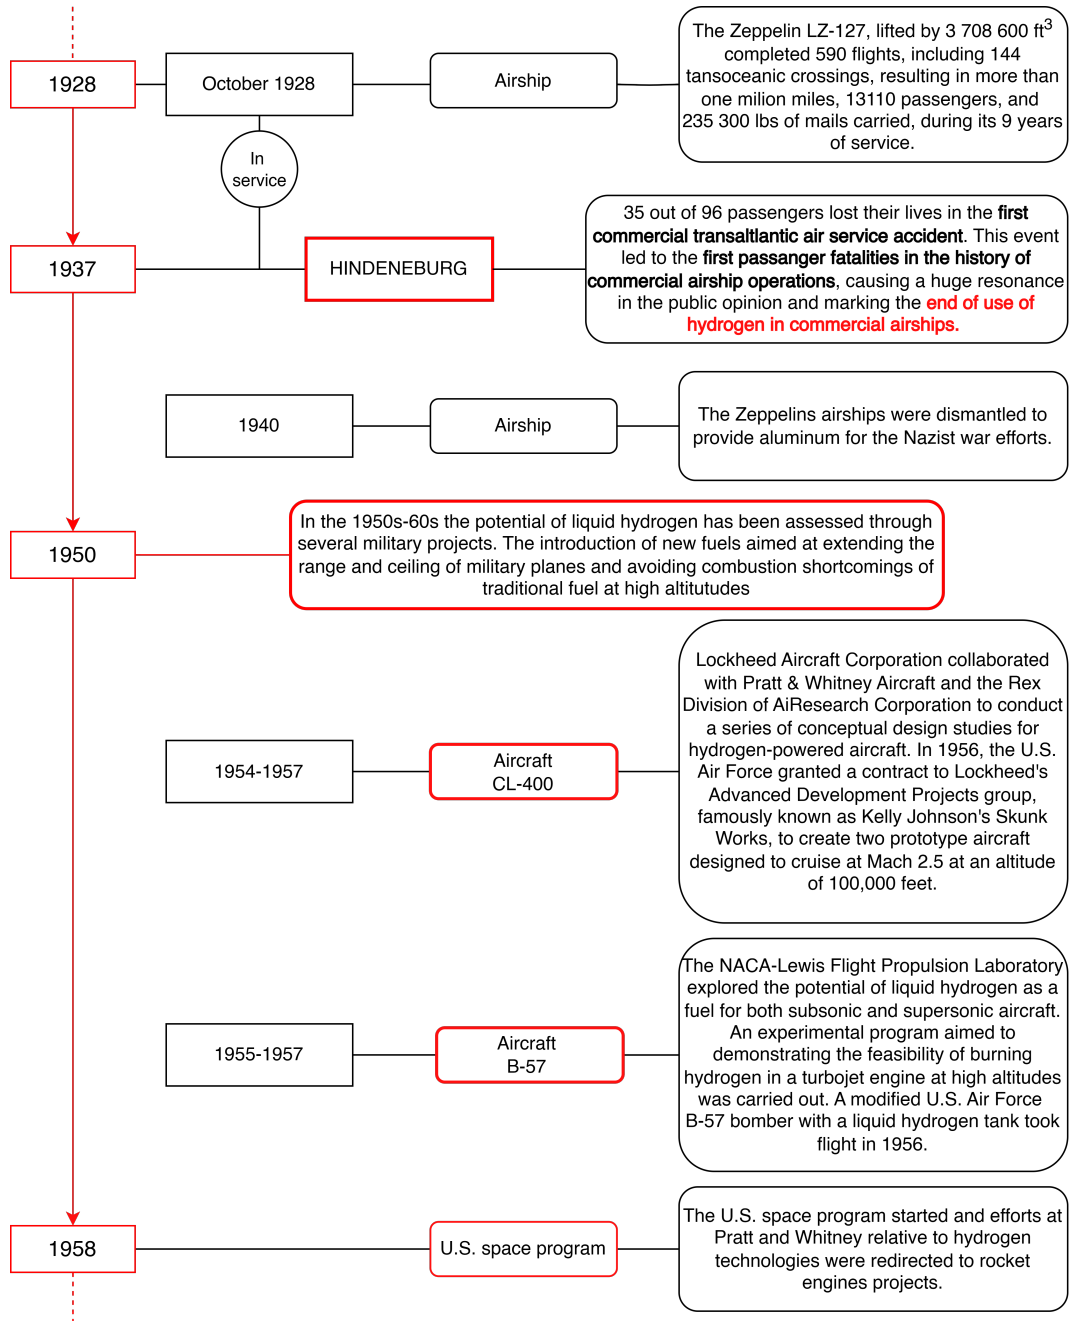 1928
October 1928
Airship
The Zeppelin LZ-127, lifted by 3 708 600 ft3
completed 590 flights, including 144
tansoceanic crossings, resulting in more than
one milion miles, 13110 passengers, and
235 300 lbs of mails carried, during its 9 years
of service.
In
service
1937
HINDENEBURG
35 out of 96 passengers lost their lives in the first
commercial transaltlantic air service accident. This event
led to the first passanger fatalities in the history of
commercial airship operations, causing a huge resonance
in the public opinion and marking the end of use of
hydrogen in commercial airships.
1940
Airship
The Zeppelins airships were dismantled to
provide aluminum for the Nazist war efforts.
1950
In the 1950s-60s the potential of liquid hydrogen has been assessed through
several military projects. The introduction of new fuels aimed at extending the
range and ceiling of military planes and avoiding combustion shortcomings of
traditional fuel at high altitutudes
1954-1957
Aircraft
CL-400
Lockheed Aircraft Corporation collaborated
with Pratt & Whitney Aircraft and the Rex
Division of AiResearch Corporation to conduct
a series of conceptual design studies for
hydrogen-powered aircraft. In 1956, the U.S.
Air Force granted a contract to Lockheed's
Advanced Development Projects group,
famously known as Kelly Johnson's Skunk
Works, to create two prototype aircraft
designed to cruise at Mach 2.5 at an altitude
of 100,000 feet.
1955-1957
Aircraft
B-57
The NACA-Lewis Flight Propulsion Laboratory
explored the potential of liquid hydrogen as a
fuel for both subsonic and supersonic aircraft.
An experimental program aimed to
demonstrating the feasibility of burning
hydrogen in a turbojet engine at high altitudes
was carried out. A modified U.S. Air Force
B-57 bomber with a liquid hydrogen tank took
flight in 1956.
1958
U.S. space program
The U.S. space program started and efforts at
Pratt and Whitney relative to hydrogen
technologies were redirected to rocket
engines projects.